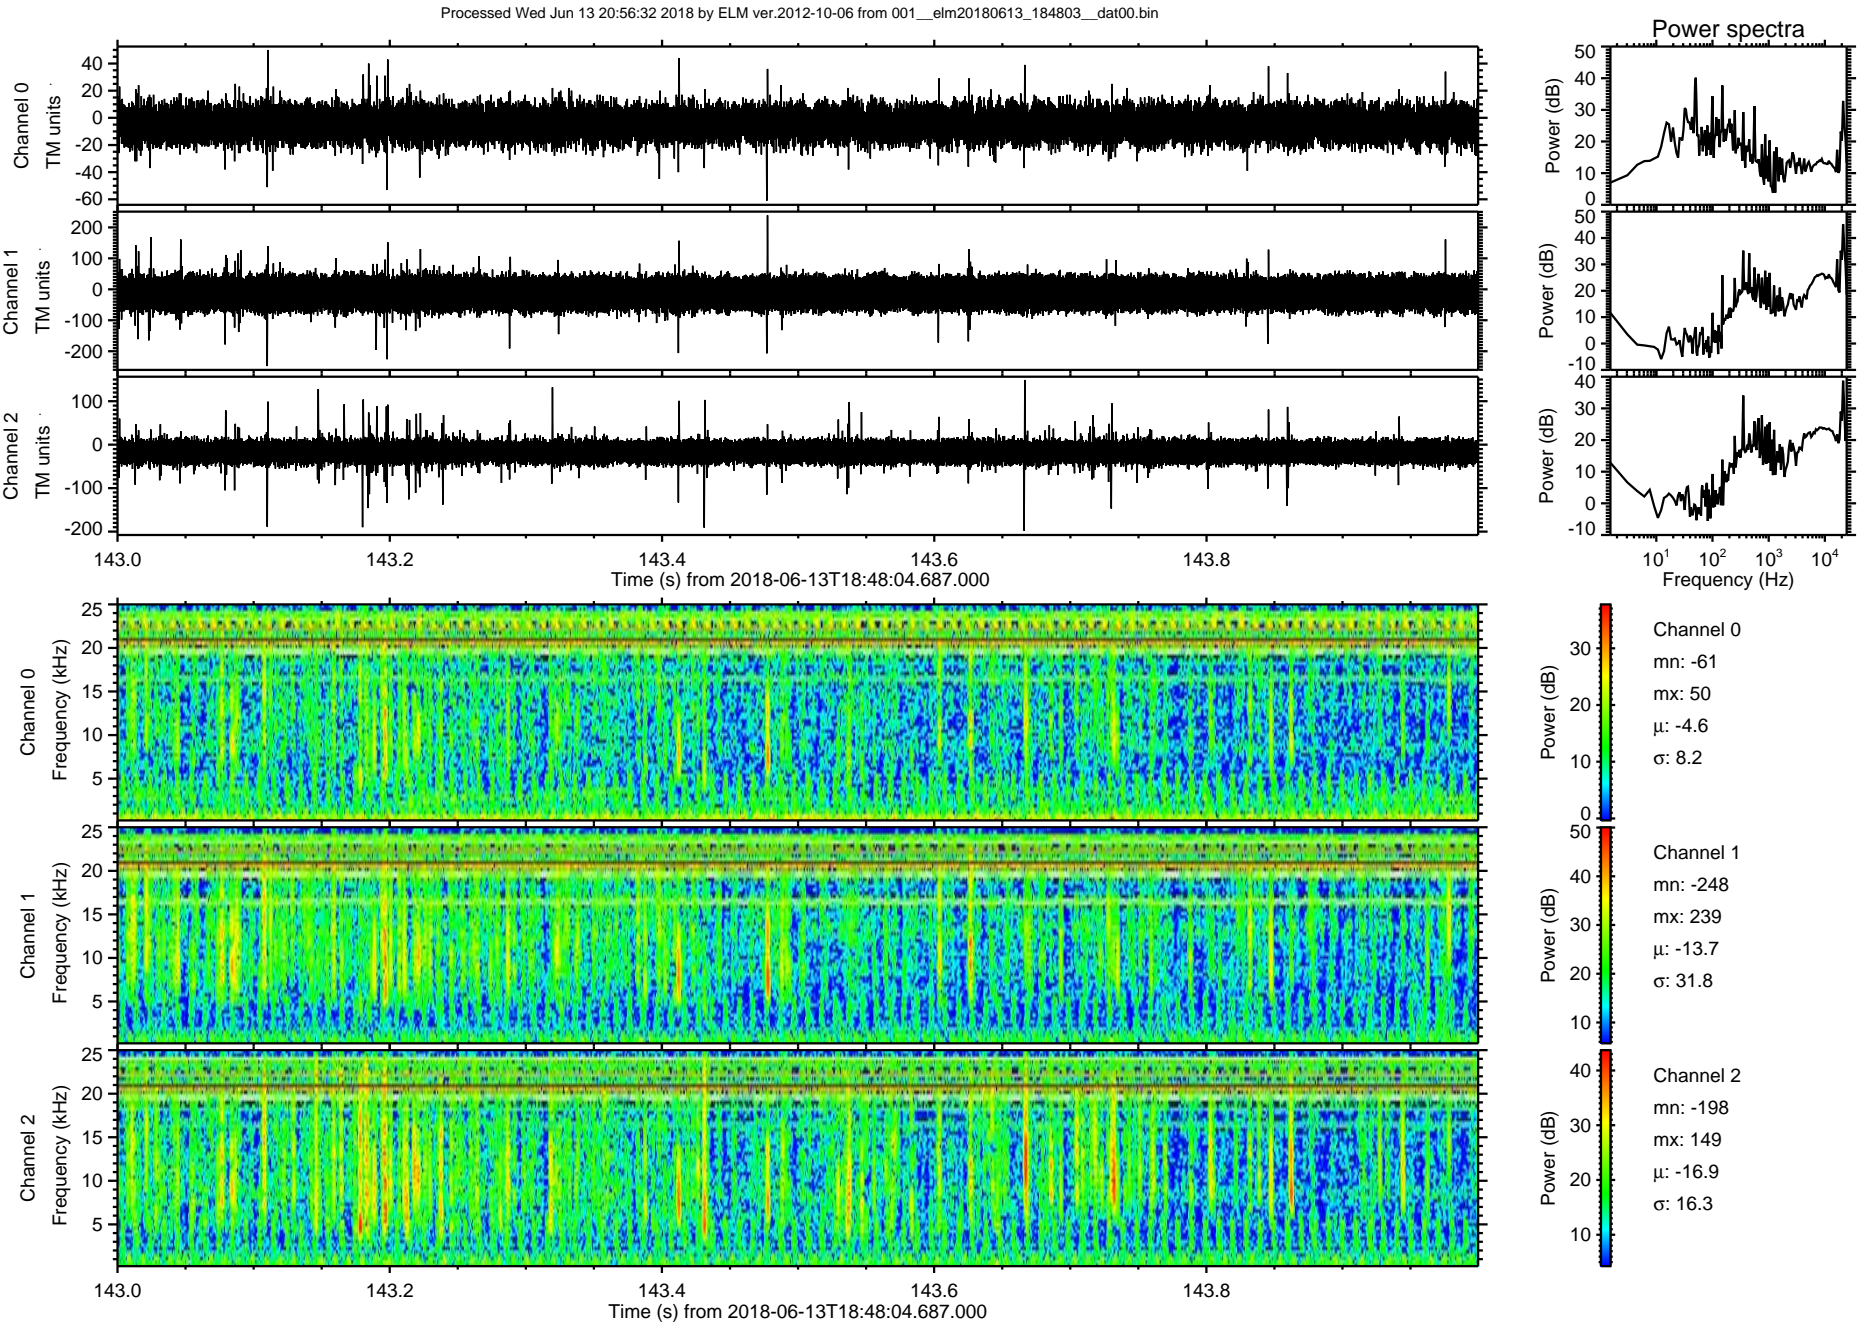 Processed Wed Jun 13 20:56:32 2018 by ELM ver.2012-10-06 from 001__elm20180613_184803__dat00.bin
Power spectra
Channel 0
TM units
40
20
0
-20
-40
-60
Power (dB)
50
40
30
20
10
0
Channel 1
TM units
200
100
0
-100
-200
Power (dB)
50
40
30
20
10
0
-10
Channel 2
TM units
100
0
-100
-200
Power (dB)
40
30
20
10
0
-10
143.0 143.2 143.4 143.6 143.8
Time (s) from 2018-06-13T18:48:04.687.000
10¹ 10² 10³ 10⁴
Frequency (Hz)
Channel 0
Frequency (kHz)
25
20
15
10
5
Power (dB)
30
20
10
0
Channel 0
mn: -61
mx: 50
μ: -4.6
σ: 8.2
Channel 1
Frequency (kHz)
25
20
15
10
5
Power (dB)
50
40
30
20
10
Channel 1
mn: -248
mx: 239
μ: -13.7
σ: 31.8
Channel 2
Frequency (kHz)
25
20
15
10
5
Power (dB)
40
30
20
10
Channel 2
mn: -198
mx: 149
μ: -16.9
σ: 16.3
143.0 143.2 143.4 143.6 143.8
Time (s) from 2018-06-13T18:48:04.687.000